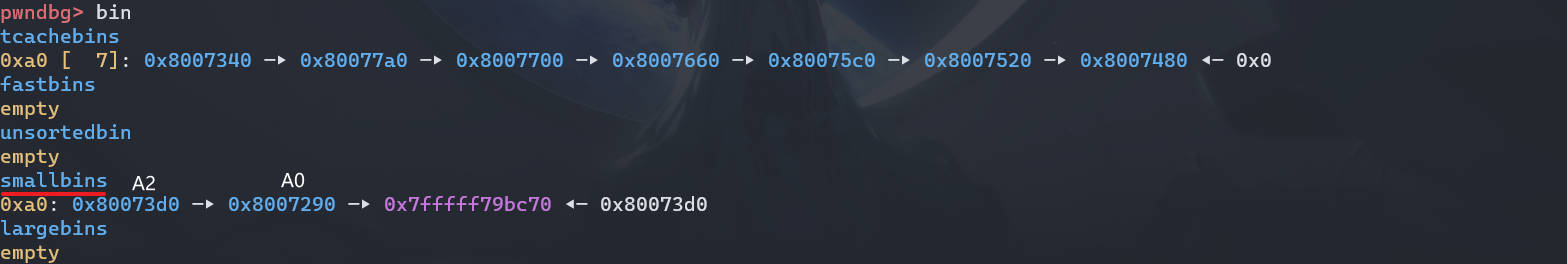 pwndbg> bin
tcachebins
0xa0 [  7]: 0x8007340 —▸ 0x80077a0 —▸ 0x8007700 —▸ 0x8007660 —▸ 0x80075c0 —▸ 0x8007520 —▸ 0x8007480 ◂— 0x0
fastbins
empty
unsortedbin
empty
smallbins A2 A0
0xa0: 0x80073d0 —▸ 0x8007290 —▸ 0x7fffff79bc70 ◂— 0x80073d0
largebins
empty